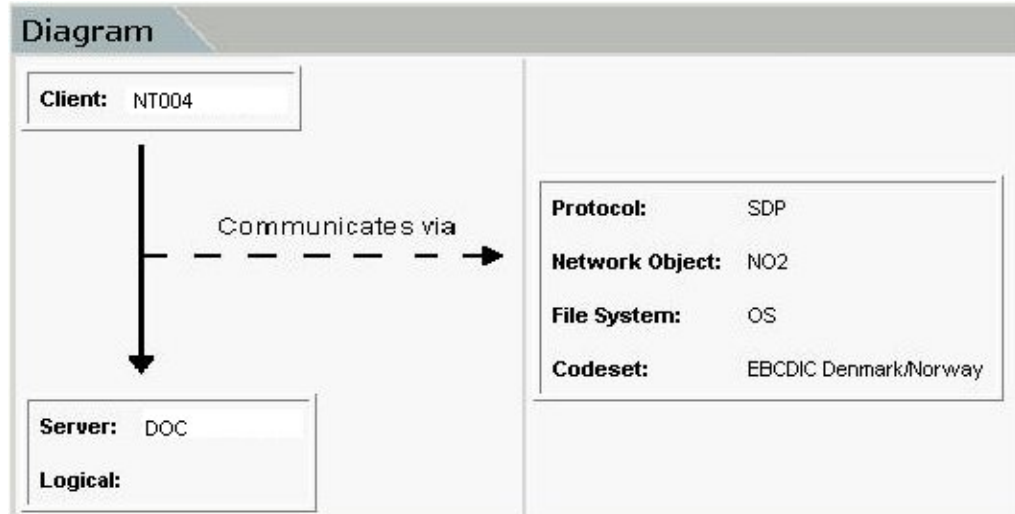 Diagram
Client: NT004
Communicates via
Protocol: SDP
Network Object: NO2
File System: OS
Codeset: EBCDIC Denmark/Norway
Server: DOC
Logical: